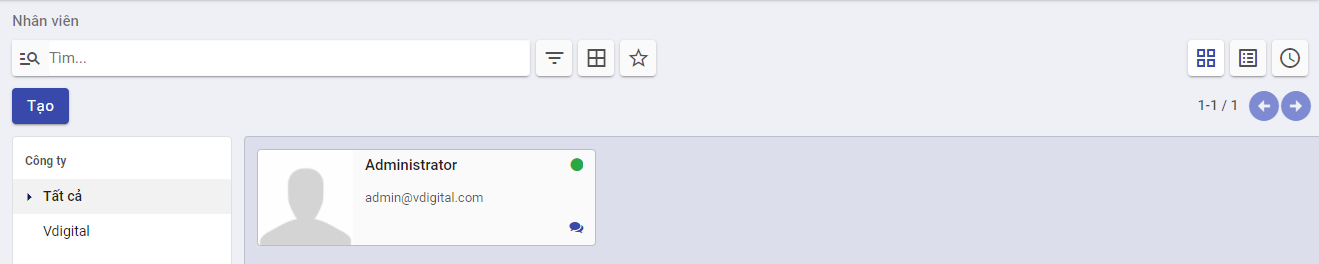 Nhân viên
Tìm...
Tạo
1-1 / 1
Công ty
Tất cả
Vdigital
Administrator
admin@vdigital.com